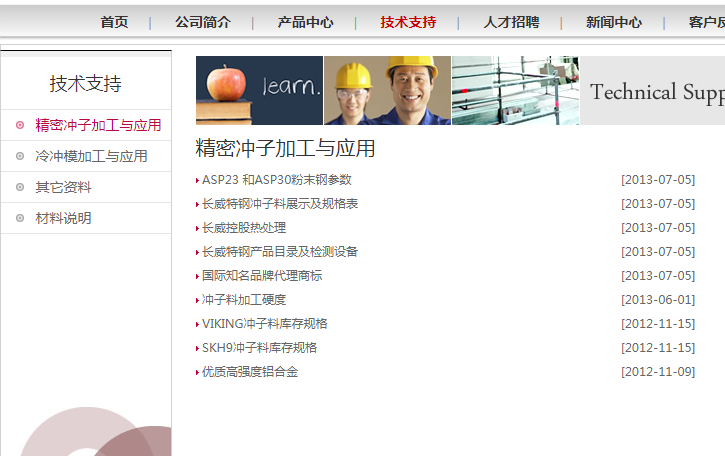 首页 | 公司简介 | 产品中心 | 技术支持 | 人才招聘 | 新闻中心 | 客户
技术支持
精密冲子加工与应用
冷冲模加工与应用
其它资料
材料说明
learn.
Technical Supp
精密冲子加工与应用
ASP23 和ASP30粉末钢参数 [2013-07-05]
长威特钢冲子料展示及规格表 [2013-07-05]
长威控股热处理 [2013-07-05]
长威特钢产品目录及检测设备 [2013-07-05]
国际知名品牌代理商标 [2013-07-05]
冲子料加工硬度 [2013-06-01]
VIKING冲子料库存规格 [2012-11-15]
SKH9冲子料库存规格 [2012-11-15]
优质高强度铝合金 [2012-11-09]